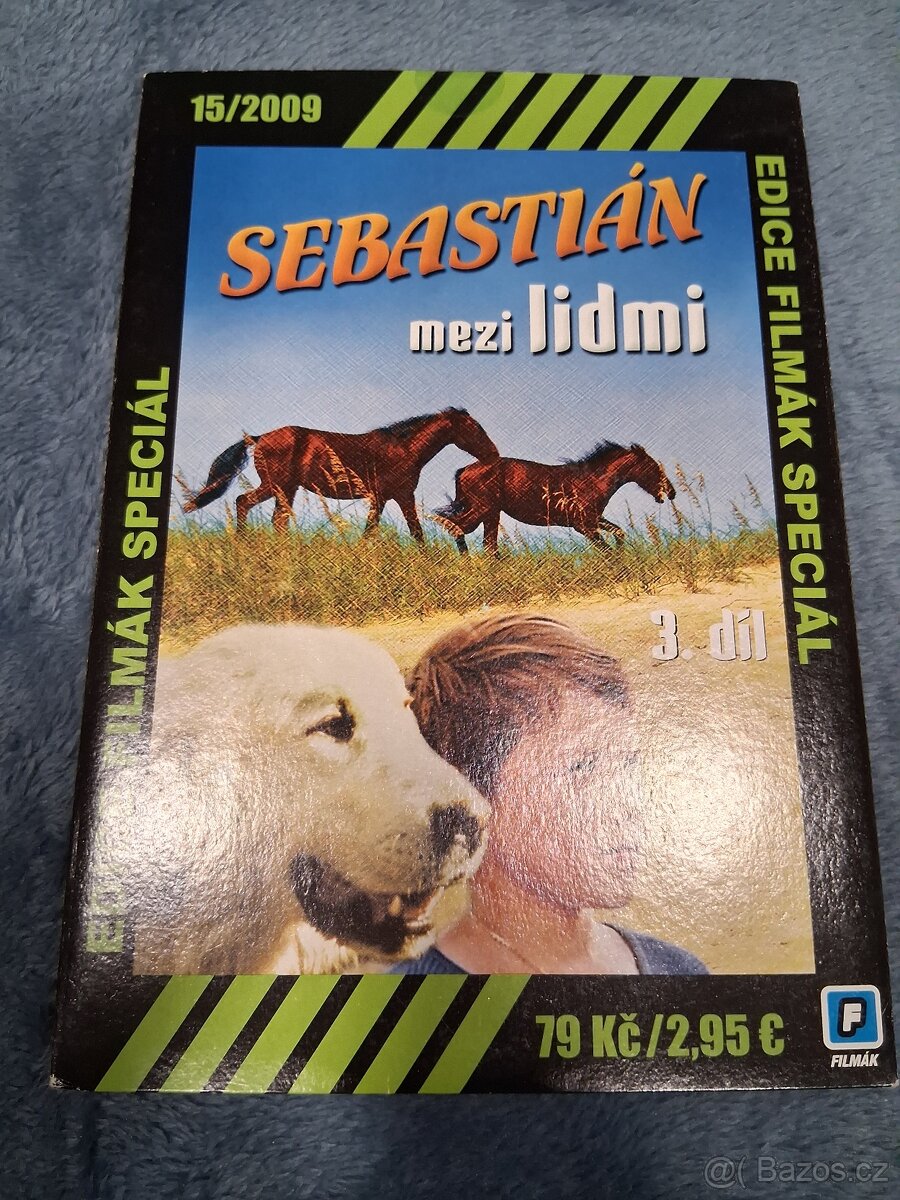 15/2009
SEBASTIÁN
mezi lidmi
3. díl
EDICE FILMÁK SPECIÁL
FILMÁK SPECIÁL
79 Kč/2,95 €
F
FILMÁK
@( Bazos.cz